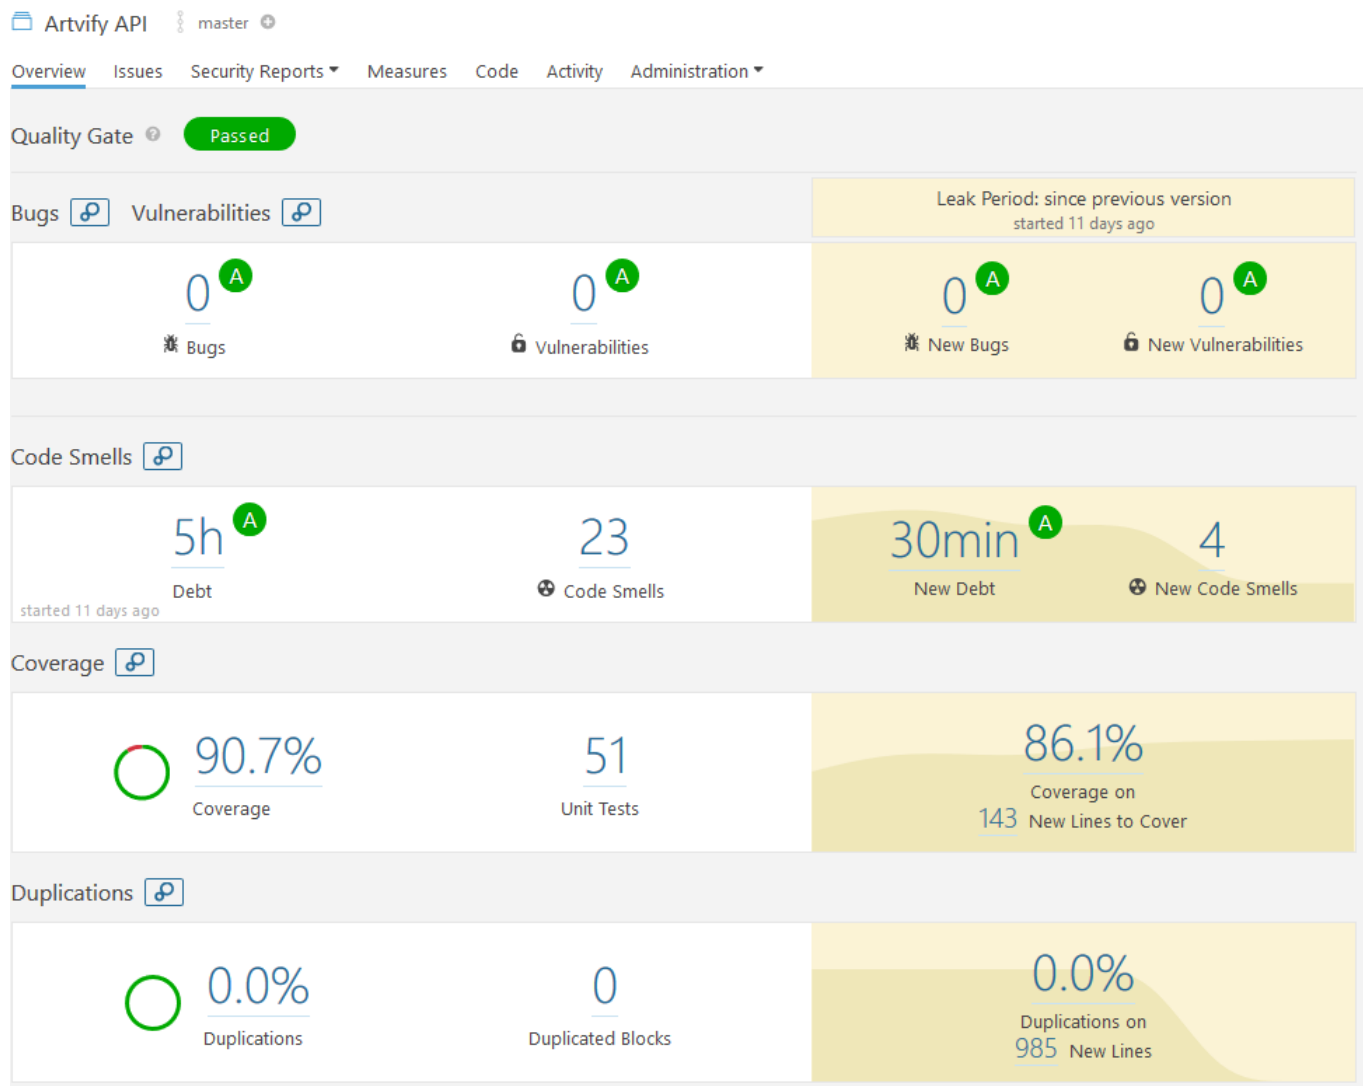 Artvify API master
Overview Issues Security Reports Measures Code Activity Administration
Quality Gate ? Passed
Bugs Vulnerabilities
Leak Period: since previous version
started 11 days ago
0 A
Bugs
0 A
Vulnerabilities
0 A
New Bugs
0 A
New Vulnerabilities
Code Smells
5h A
Debt
started 11 days ago
23
Code Smells
30min A
New Debt
4
New Code Smells
Coverage
90.7%
Coverage
51
Unit Tests
86.1%
Coverage on
143 New Lines to Cover
Duplications
0.0%
Duplications
0
Duplicated Blocks
0.0%
Duplications on
985 New Lines